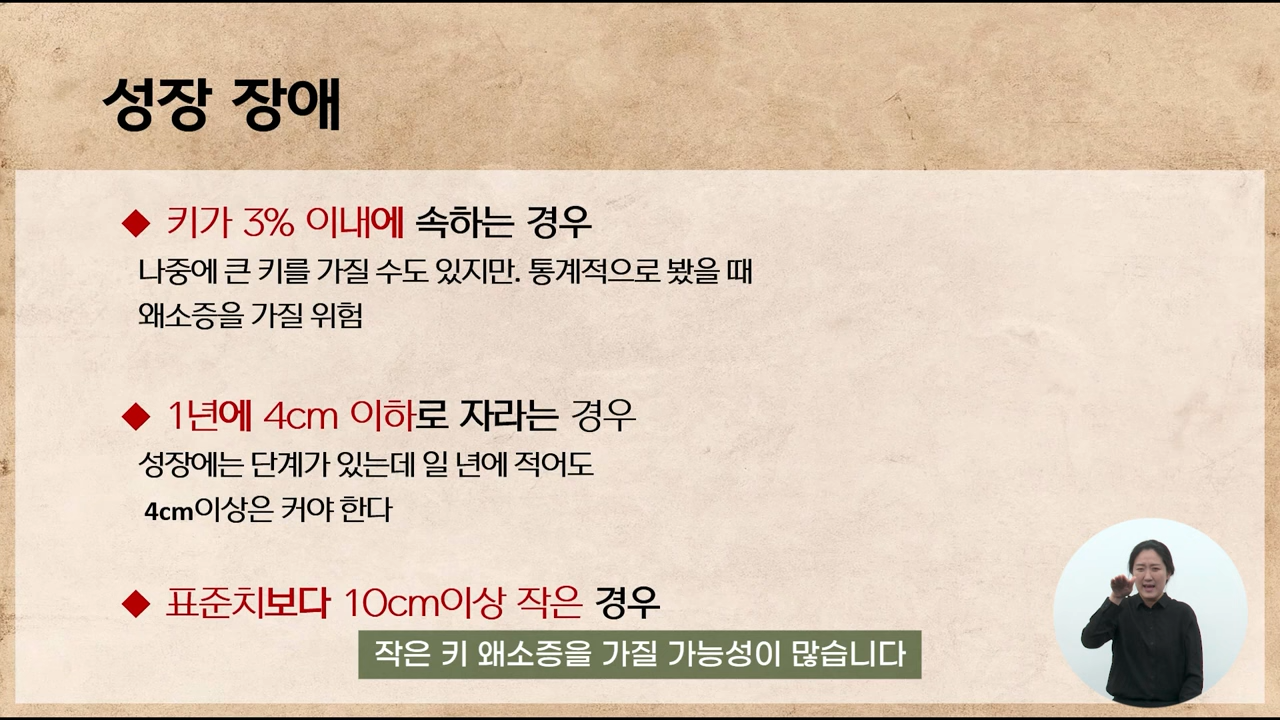 성장 장애
◆ 키가 3% 이내에 속하는 경우
나중에 큰 키를 가질 수도 있지만. 통계적으로 봤을 때
왜소증을 가질 위험
◆ 1년에 4cm 이하로 자라는 경우
성장에는 단계가 있는데 일 년에 적어도
4cm이상은 커야 한다
◆ 표준치보다 10cm이상 작은 경우
작은 키 왜소증을 가질 가능성이 많습니다